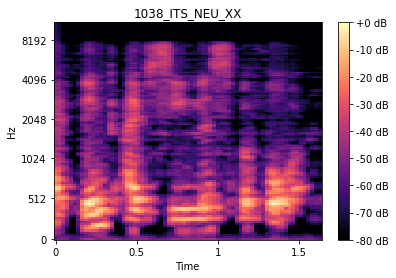 1038_ITS_NEU_XX
Hz
8192
4096
2048
1024
512
0
0
0.5
1
1.5
Time
+0 dB
-10 dB
-20 dB
-30 dB
-40 dB
-50 dB
-60 dB
-70 dB
-80 dB